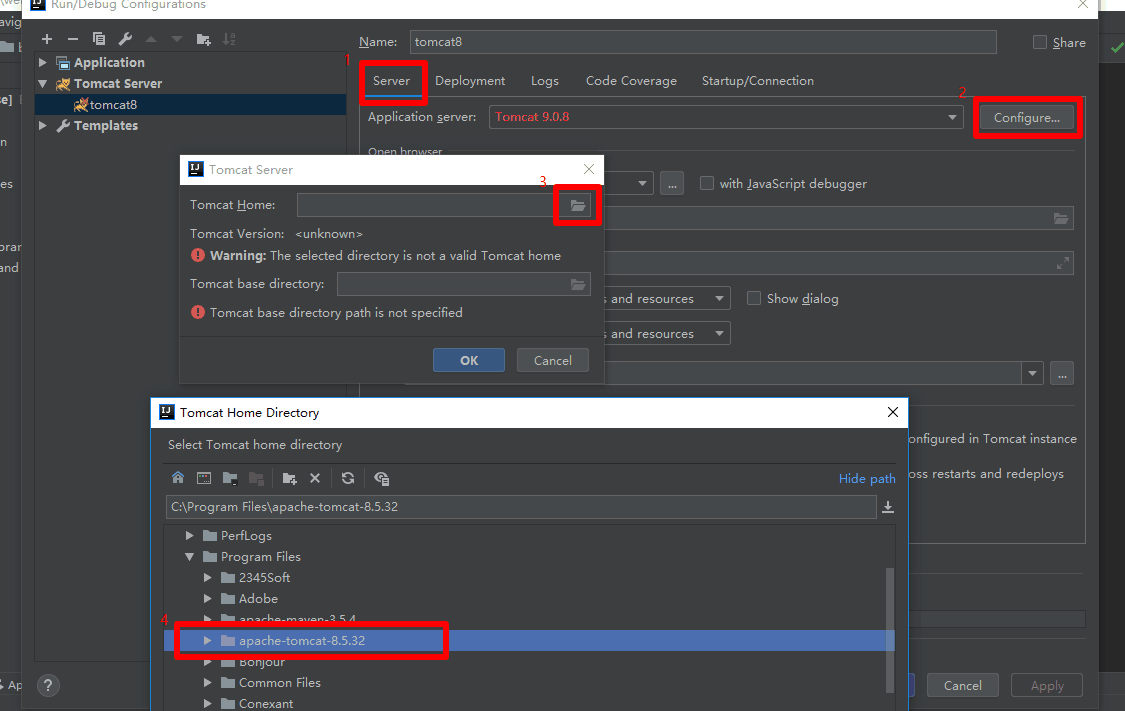 Run/Debug Configurations
Name:
tomcat8
Share
Application
Tomcat Server
tomcat8
Templates
1
Server
Deployment
Logs
Code Coverage
Startup/Connection
2
Application server:
Tomcat 9.0.8
Configure...
Open browser
...
with JavaScript debugger
Tomcat Server
3
Tomcat Home:
Tomcat Version: <unknown>
Warning: The selected directory is not a valid Tomcat home
Tomcat base directory:
Tomcat base directory path is not specified
OK
Cancel
s and resources
Show dialog
s and resources
...
onfigured in Tomcat instance
oss restarts and redeploys
Tomcat Home Directory
Select Tomcat home directory
Hide path
C:\Program Files\apache-tomcat-8.5.32
PerfLogs
Program Files
2345Soft
Adobe
apache-maven-3.5.4
4
apache-tomcat-8.5.32
Bonjour
Common Files
Conexant
?
Cancel
Apply